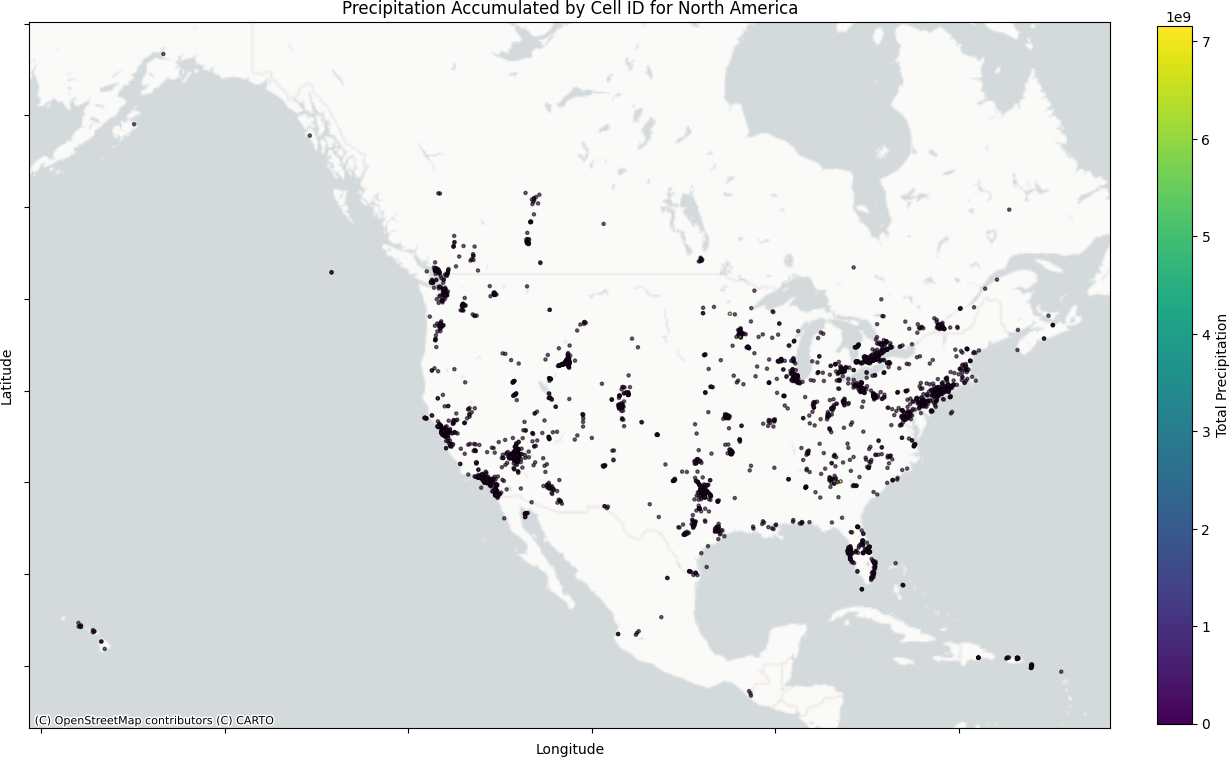 Precipitation Accumulated by Cell ID for North America
1e9
7
6
5
4
3
2
1
0
Total Precipitation
Latitude
(C) OpenStreetMap contributors (C) CARTO
Longitude